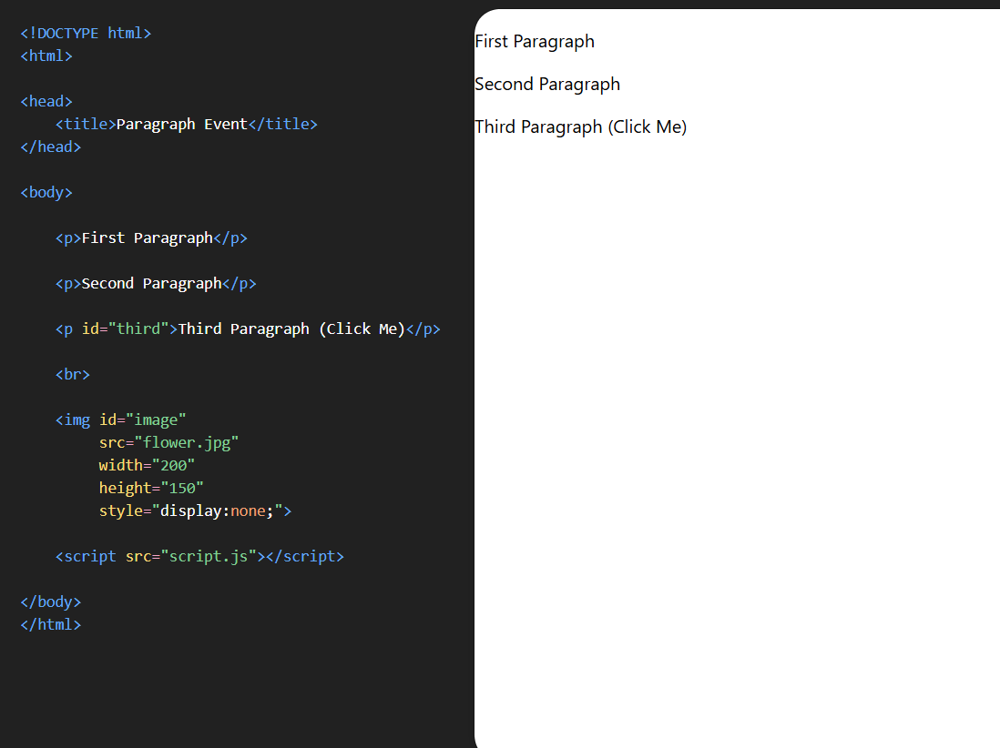 <!DOCTYPE html>
<html>
<head>
    <title>Paragraph Event</title>
</head>
<body>
    <p>First Paragraph</p>
    <p>Second Paragraph</p>
    <p id="third">Third Paragraph (Click Me)</p>
    <br>
    <img id="image"
         src="flower.jpg"
         width="200"
         height="150"
         style="display:none;">
    <script src="script.js"></script>
</body>
</html>
First Paragraph
Second Paragraph
Third Paragraph (Click Me)